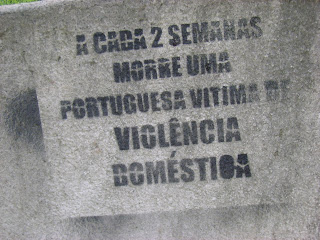 A CADA 2 SEMANAS
MORRE UMA
PORTUGUESA VITIMA DE
VIOLÊNCIA
DOMÉSTICA